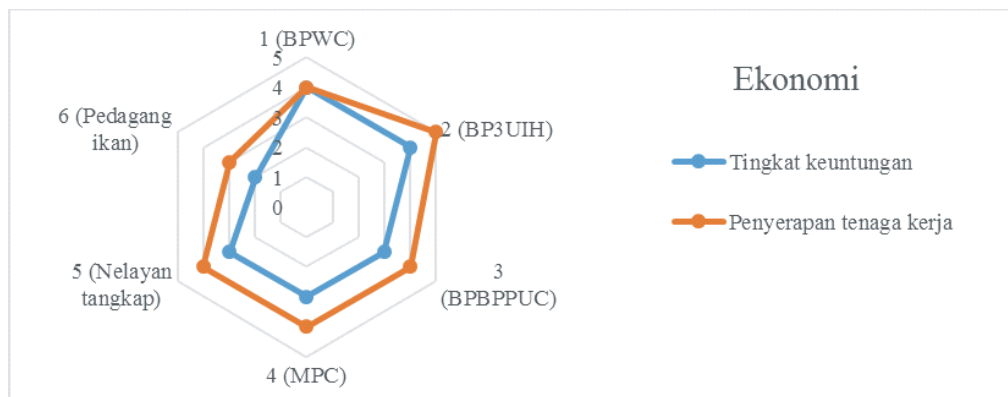 1 (BPWC)
5
4
3
2
1
0
2 (BP3UIH)
3
(BPBPPUC)
4 (MPC)
5 (Nelayan
tangkap)
6 (Pedagang
ikan)
Ekonomi
Tingkat keuntungan
Penyerapan tenaga kerja